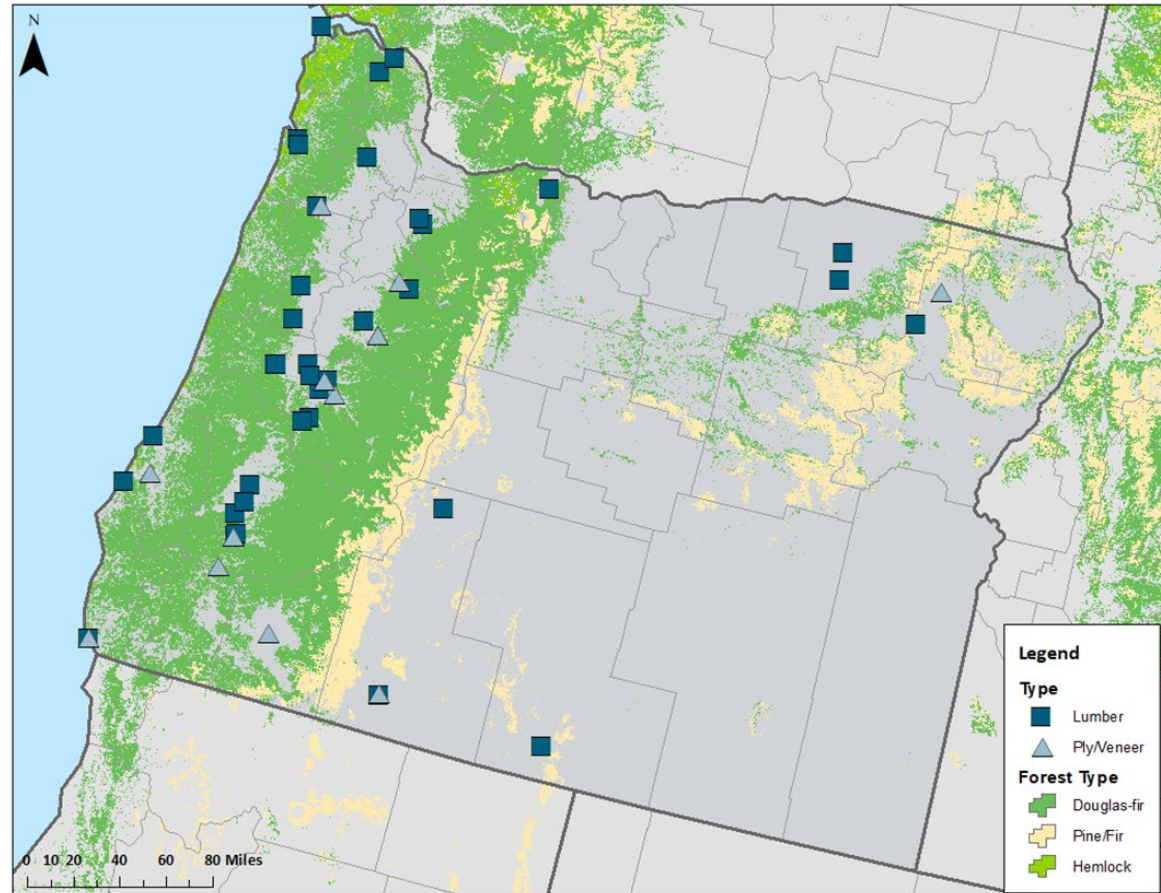 N
Legend
Type
Lumber
Ply/Veneer
Forest Type
Douglas-fir
Pine/Fir
Hemlock
0 10 20 40 60 80 Miles